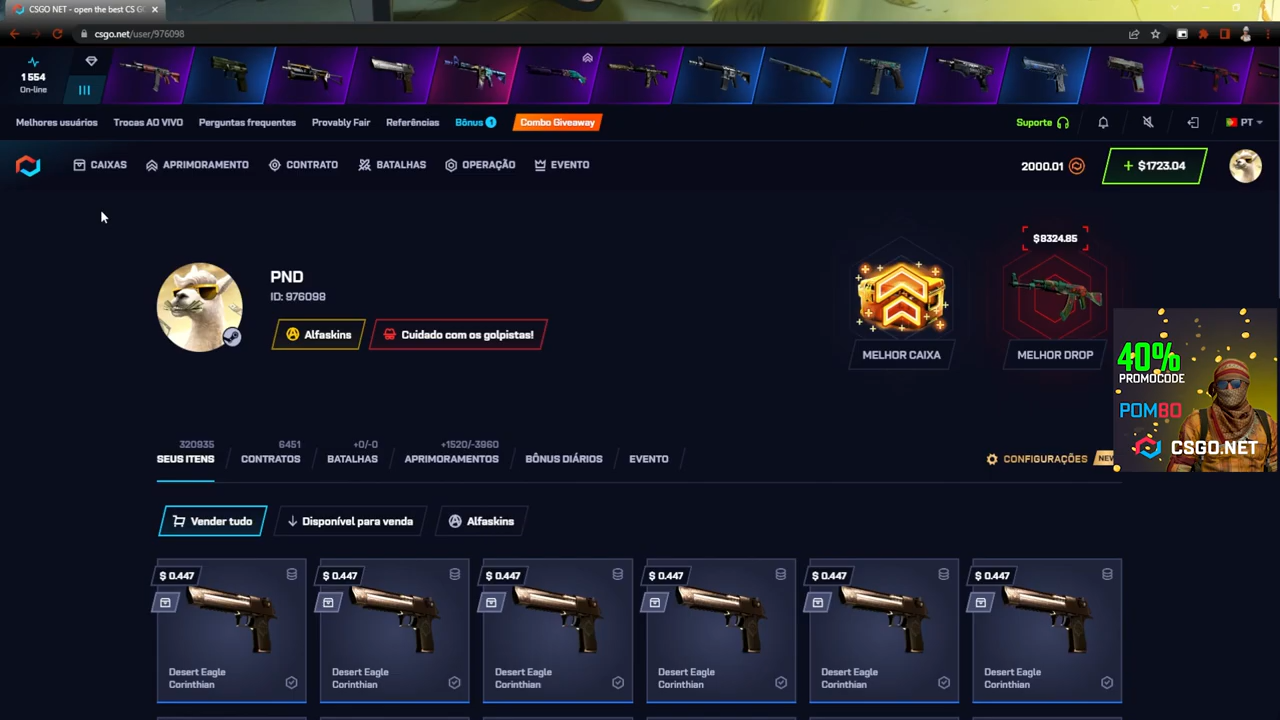 CSGO NET - open the best CS GO
csgo.net/user/976098
1 554
On-line
Melhores usuários
Trocas AO VIVO
Perguntas frequentes
Provably Fair
Referências
Bônus 1
Combo Giveaway
Suporte
PT
CAIXAS
APRIMORAMENTO
CONTRATO
BATALHAS
OPERAÇÃO
EVENTO
2000.01
+ $1723.04
PND
ID: 976098
Alfaskins
Cuidado com os golpistas!
MELHOR CAIXA
$8324.85
MELHOR DROP
40%
PROMOCODE
POMBO
CSGO.NET
320935
SEUS ITENS
6451
CONTRATOS
+0/-0
BATALHAS
+1520/-3960
APRIMORAMENTOS
BÔNUS DIÁRIOS
EVENTO
CONFIGURAÇÕES
NEW
Vender tudo
Disponível para venda
Alfaskins
$ 0.447
Desert Eagle
Corinthian
$ 0.447
Desert Eagle
Corinthian
$ 0.447
Desert Eagle
Corinthian
$ 0.447
Desert Eagle
Corinthian
$ 0.447
Desert Eagle
Corinthian
$ 0.447
Desert Eagle
Corinthian